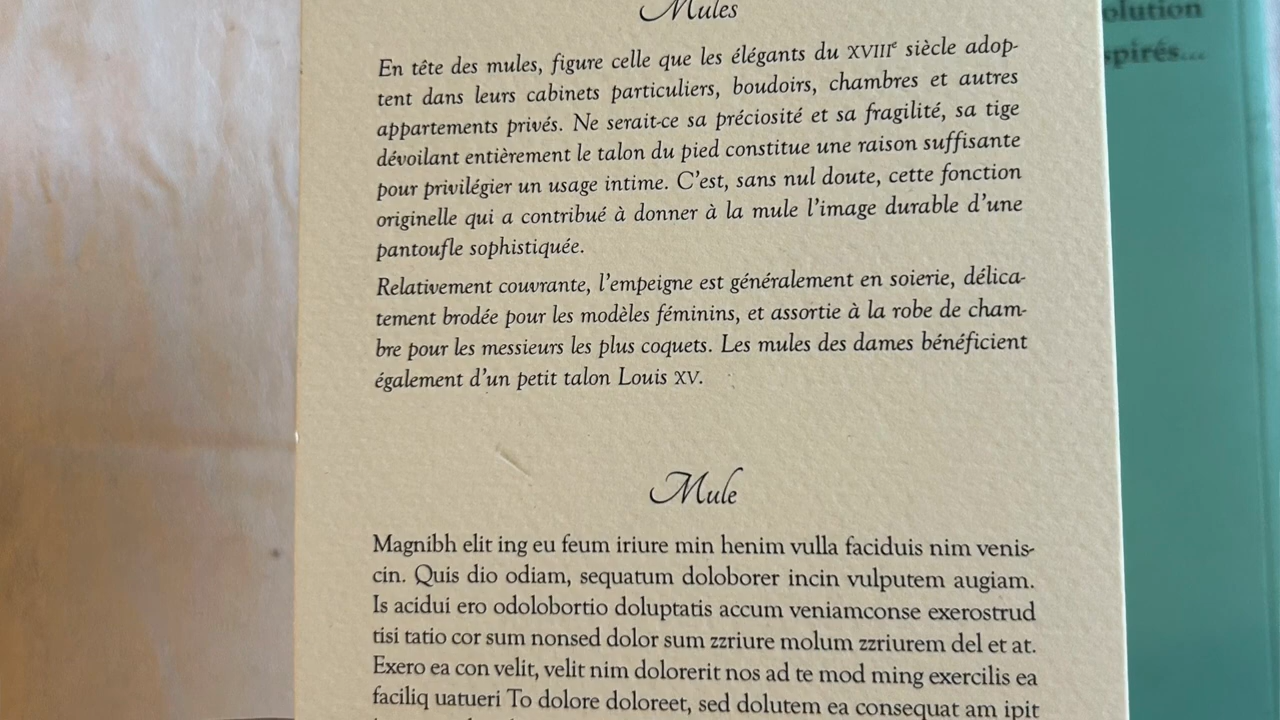 Mules
En tête des mules, figure celle que les élégants du XVIIIe siècle adop-
tent dans leurs cabinets particuliers, boudoirs, chambres et autres
appartements privés. Ne serait-ce sa préciosité et sa fragilité, sa tige
dévoilant entièrement le talon du pied constitue une raison suffisante
pour privilégier un usage intime. C'est, sans nul doute, cette fonction
originelle qui a contribué à donner à la mule l'image durable d'une
pantoufle sophistiquée.
Relativement couvrante, l'empeigne est généralement en soierie, délica-
tement brodée pour les modèles féminins, et assortie à la robe de cham-
bre pour les messieurs les plus coquets. Les mules des dames bénéficient
également d'un petit talon Louis XV.
Mule
Magnibh elit ing eu feum iriure min henim vulla faciduis nim venis-
cin. Quis dio odiam, sequatum doloborer incin vulputem augiam.
Is acidui ero odolobortio doluptatis accum veniamconse exerostrud
tisi tatio cor sum nonsed dolor sum zzriure molum zzriurem del et at.
Exero ea con velit, velit nim dolorerit nos ad te mod ming exercilis ea
faciliq uatueri To dolore doloreet, sed dolutem ea consequat am ipit
olution
spirés...